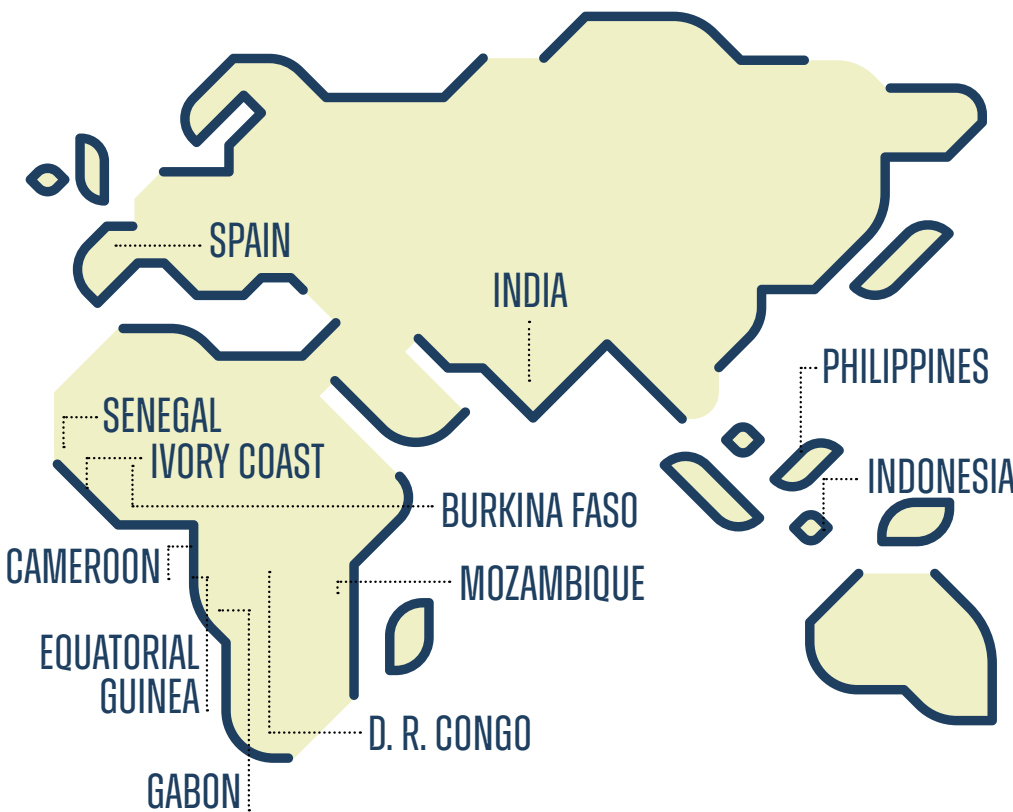 SPAIN
INDIA
PHILIPPINES
SENEGAL
IVORY COAST
INDONESIA
BURKINA FASO
CAMEROON
MOZAMBIQUE
EQUATORIAL
GUINEA
D. R. CONGO
GABON